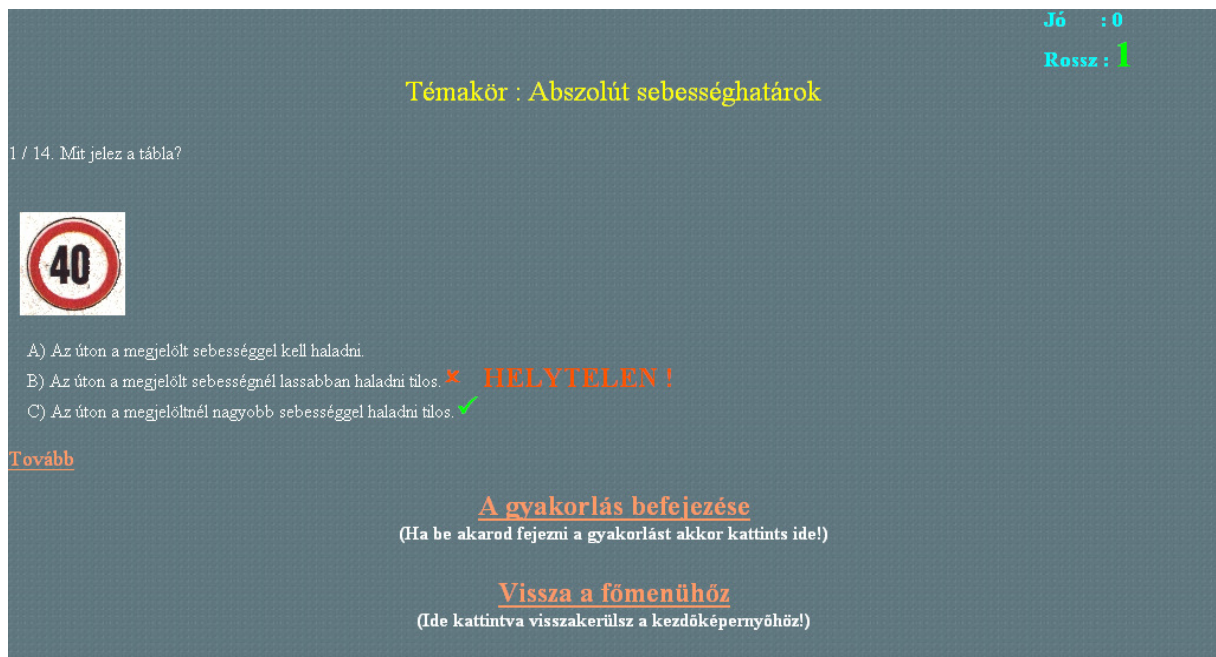 Jó : 0
Rossz : 1
Témakör : Abszolút sebességhatárok
1 / 14. Mit jelez a tábla?
40
A) Az úton a megjelölt sebességgel kell haladni.
B) Az úton a megjelölt sebességnél lassabban haladni tilos. HELYTELEN !
C) Az úton a megjelöltnél nagyobb sebességgel haladni tilos.
Tovább
A gyakorlás befejezése
(Ha be akarod fejezni a gyakorlást akkor kattints ide!)
Vissza a főmenühőz
(Ide kattintva visszakerülsz a kezdőképernyőhöz!)